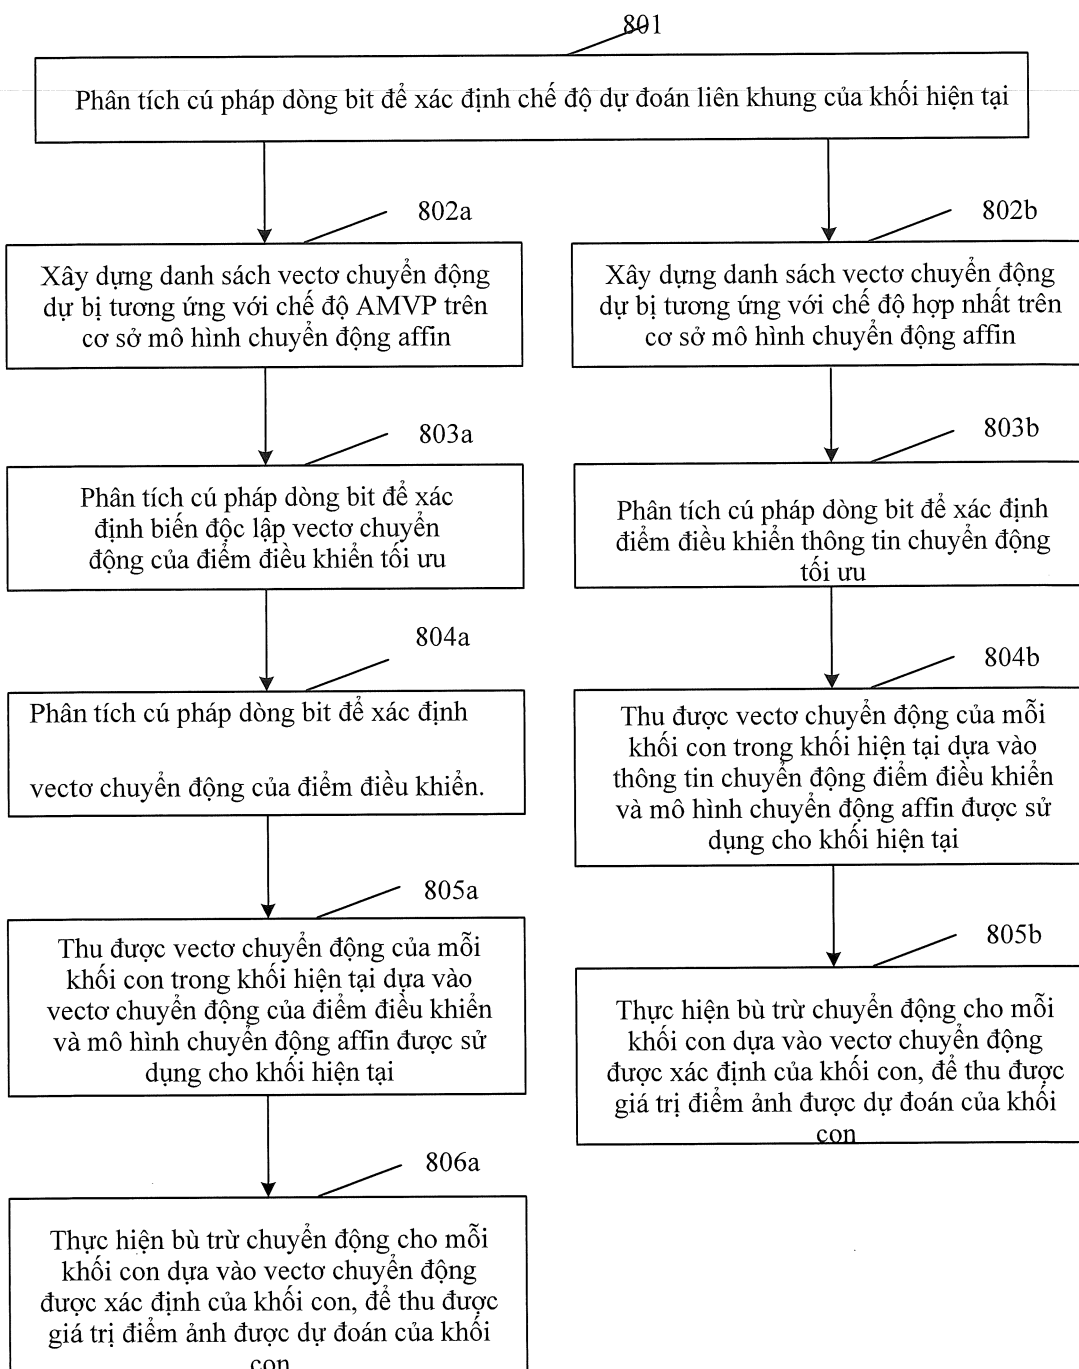 801
Phân tích cú pháp dòng bit để xác định chế độ dự đoán liên khung của khối hiện tại
802a
Xây dựng danh sách vectơ chuyển động
dự bị tương ứng với chế độ AMVP trên
cơ sở mô hình chuyển động affin
803a
Phân tích cú pháp dòng bit để xác
định biến độc lập vectơ chuyển
động của điểm điều khiển tối ưu
804a
Phân tích cú pháp dòng bit để xác định
vectơ chuyển động của điểm điều khiển.
805a
Thu được vectơ chuyển động của mỗi
khối con trong khối hiện tại dựa vào
vectơ chuyển động của điểm điều khiển
và mô hình chuyển động affin được sử
dụng cho khối hiện tại
806a
Thực hiện bù trừ chuyển động cho mỗi
khối con dựa vào vectơ chuyển động
được xác định của khối con, để thu được
giá trị điểm ảnh được dự đoán của khối
con
802b
Xây dựng danh sách vectơ chuyển động
dự bị tương ứng với chế độ hợp nhất trên
cơ sở mô hình chuyển động affin
803b
Phân tích cú pháp dòng bit để xác định
điểm điều khiển thông tin chuyển động
tối ưu
804b
Thu được vectơ chuyển động của mỗi
khối con trong khối hiện tại dựa vào
thông tin chuyển động điểm điều khiển
và mô hình chuyển động affin được sử
dụng cho khối hiện tại
805b
Thực hiện bù trừ chuyển động cho mỗi
khối con dựa vào vectơ chuyển động
được xác định của khối con, để thu được
giá trị điểm ảnh được dự đoán của khối
con